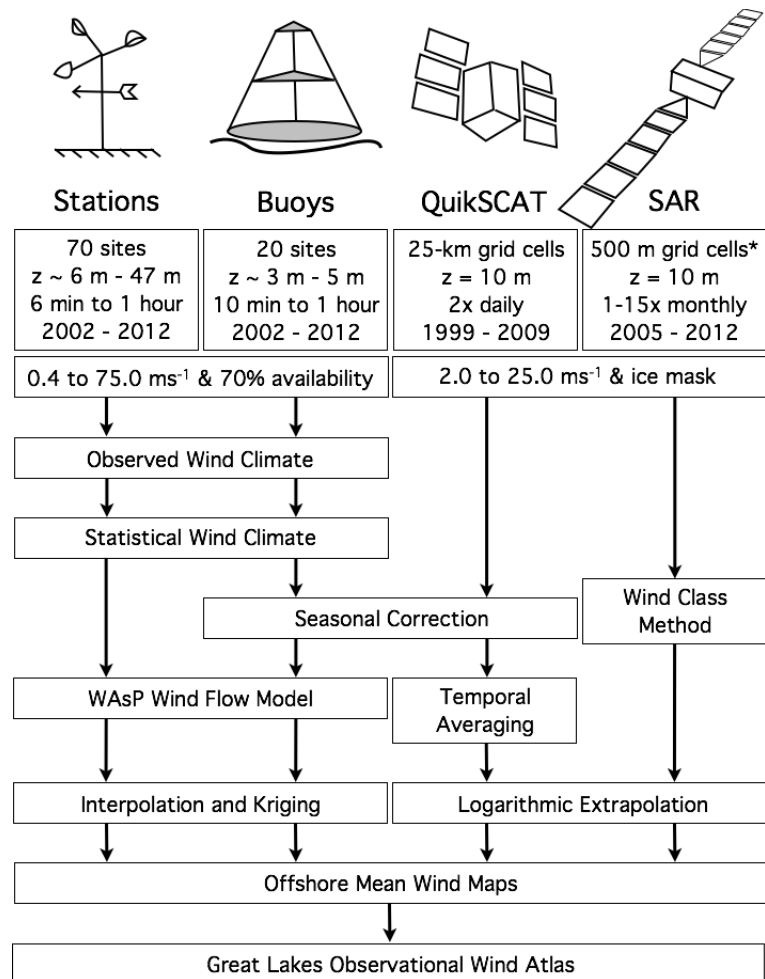 Stations
Buoys
QuikSCAT
SAR
70 sites
z ~ 6 m - 47 m
6 min to 1 hour
2002 - 2012
20 sites
z ~ 3 m - 5 m
10 min to 1 hour
2002 - 2012
25-km grid cells
z = 10 m
2x daily
1999 - 2009
500 m grid cells*
z = 10 m
1-15x monthly
2005 - 2012
0.4 to 75.0 ms⁻¹ & 70% availability
2.0 to 25.0 ms⁻¹ & ice mask
Observed Wind Climate
Statistical Wind Climate
Seasonal Correction
Wind Class
Method
WAsP Wind Flow Model
Temporal
Averaging
Interpolation and Kriging
Logarithmic Extrapolation
Offshore Mean Wind Maps
Great Lakes Observational Wind Atlas